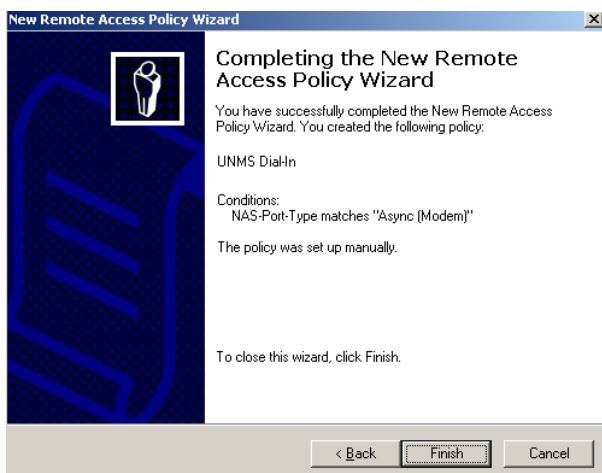 New Remote Access Policy Wizard
Completing the New Remote
Access Policy Wizard
You have successfully completed the New Remote Access
Policy Wizard. You created the following policy:
UNMS Dial-In
Conditions:
NAS-Port-Type matches "Async (Modem)"
The policy was set up manually.
To close this wizard, click Finish.
< Back
Finish
Cancel